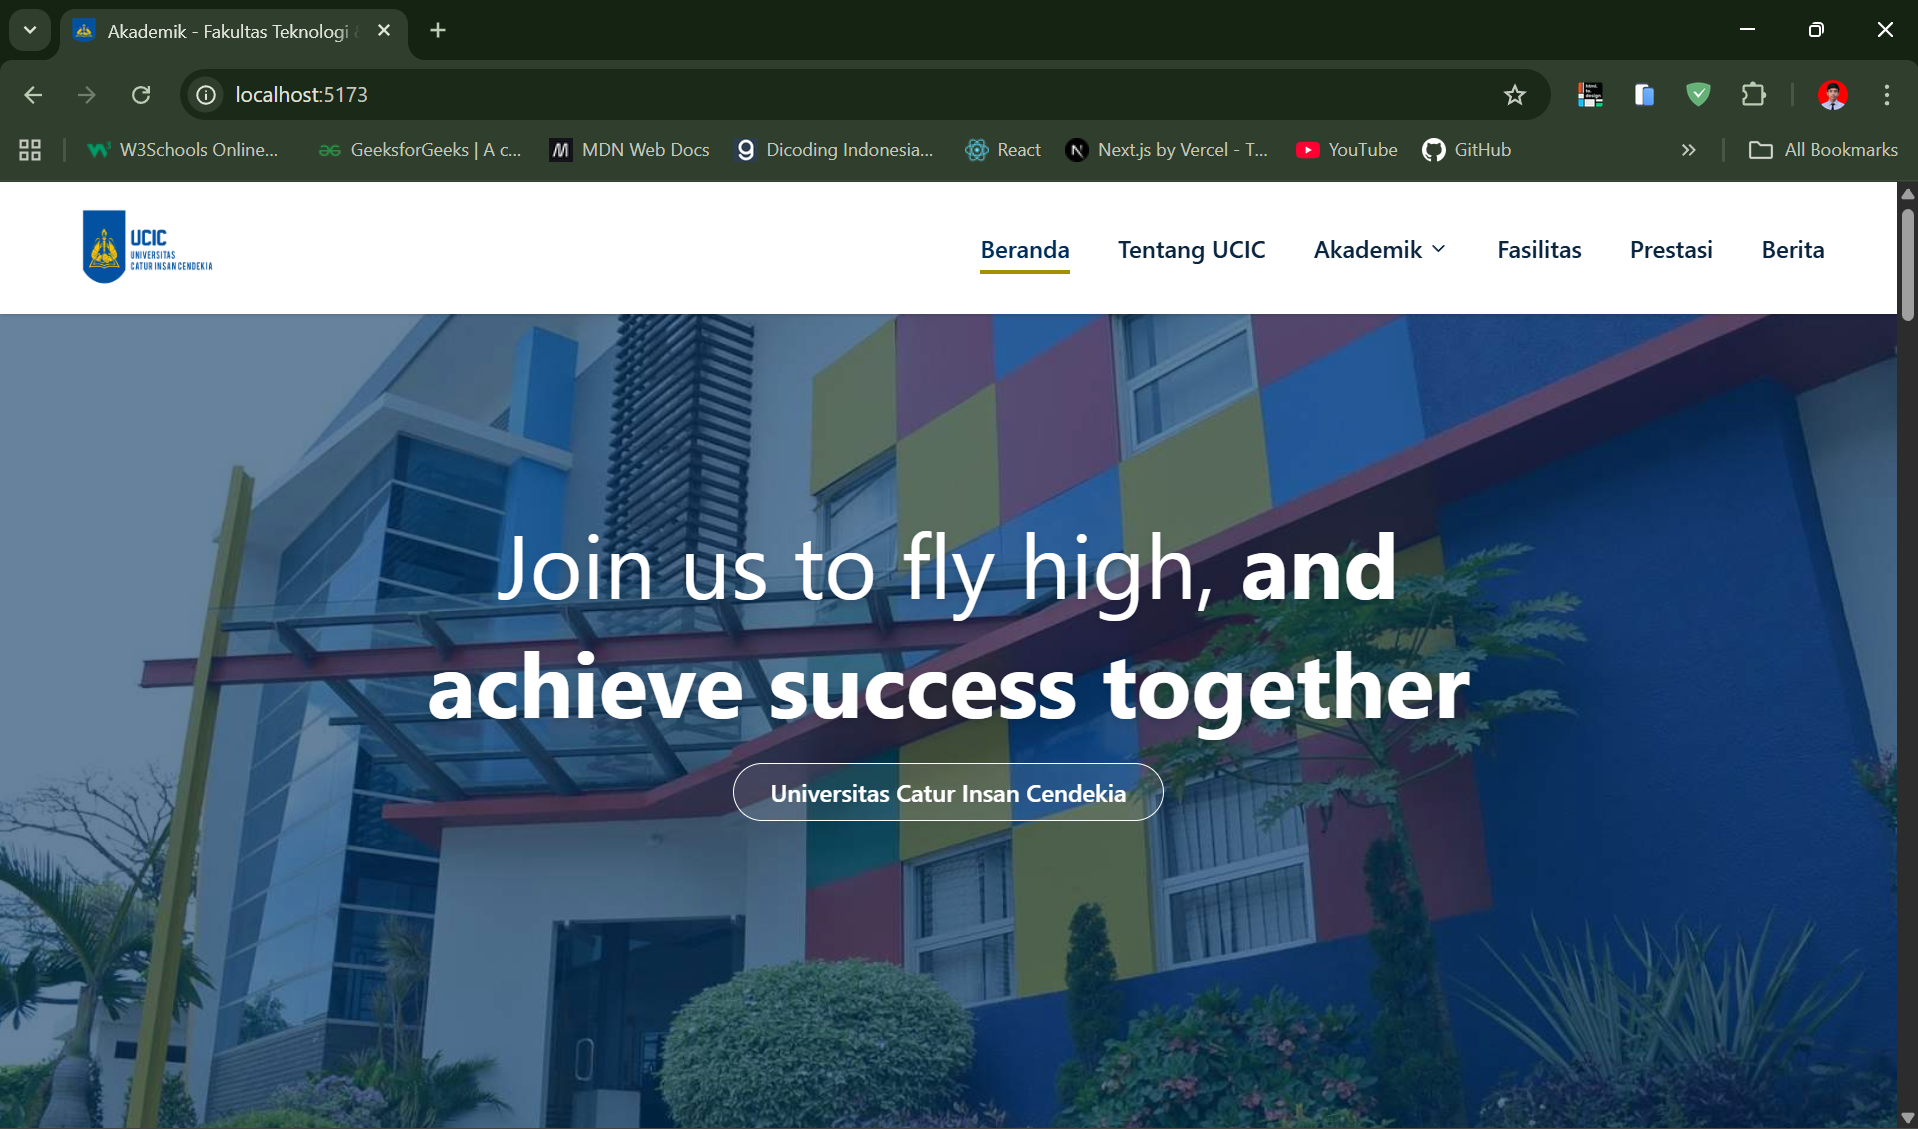 Akademik - Fakultas Teknologi
localhost:5173
W3Schools Online...
GeeksforGeeks | A c...
MDN Web Docs
Dicoding Indonesia...
React
Next.js by Vercel - T...
YouTube
GitHub
All Bookmarks
UCIC
UNIVERSITAS
CATUR INSAN CENDEKIA
Beranda
Tentang UCIC
Akademik
Fasilitas
Prestasi
Berita
Join us to fly high, and
achieve success together
Universitas Catur Insan Cendekia